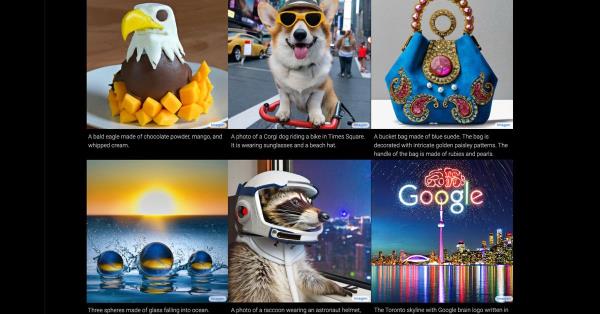 Imagen
Imagen
Imagen
A bald eagle made of chocolate powder, mango, and
whipped cream.
A photo of a Corgi dog riding a bike in Times Square.
It is wearing sunglasses and a beach hat.
A bucket bag made of blue suede. The bag is
decorated with intricate golden paisley patterns. The
handle of the bag is made of rubies and pearls.
Google
Imagen
Imagen
Imagen
Three spheres made of glass falling into ocean.
A photo of a raccoon wearing an astronaut helmet,
The Toronto skyline with Google brain logo written in